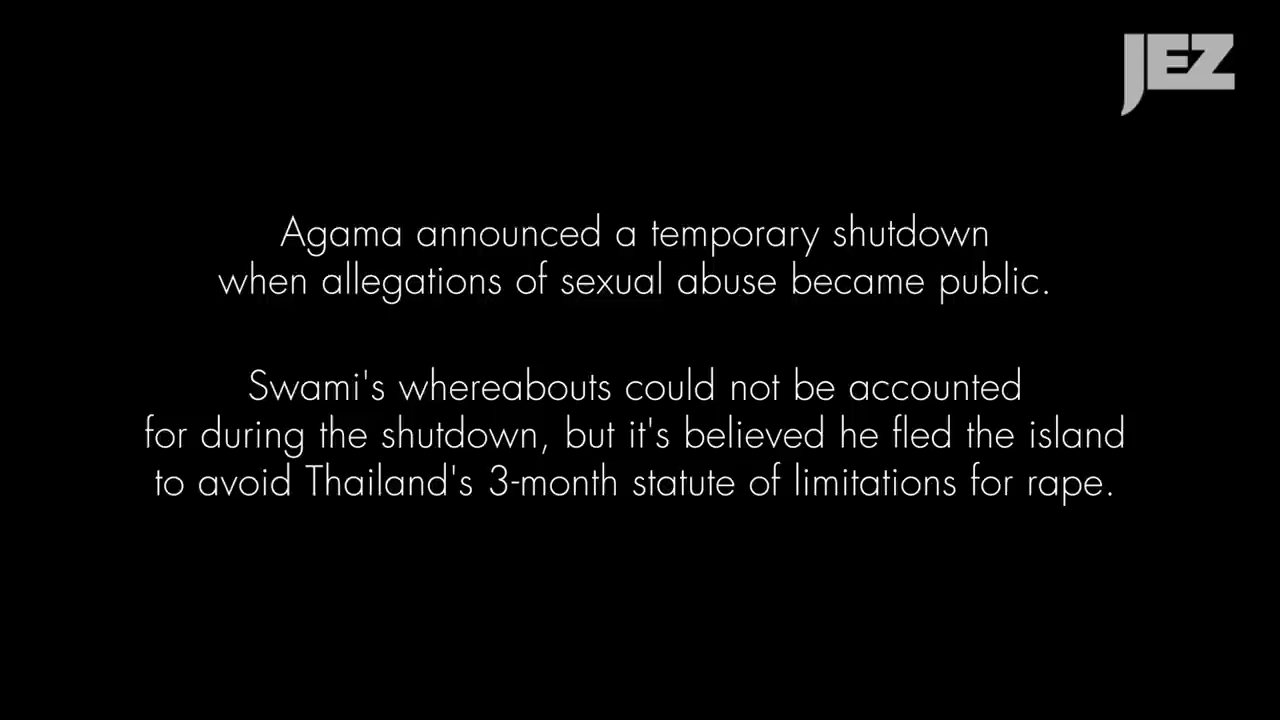 JEZ
Agama announced a temporary shutdown
when allegations of sexual abuse became public.
Swami's whereabouts could not be accounted
for during the shutdown, but it's believed he fled the island
to avoid Thailand's 3-month statute of limitations for rape.